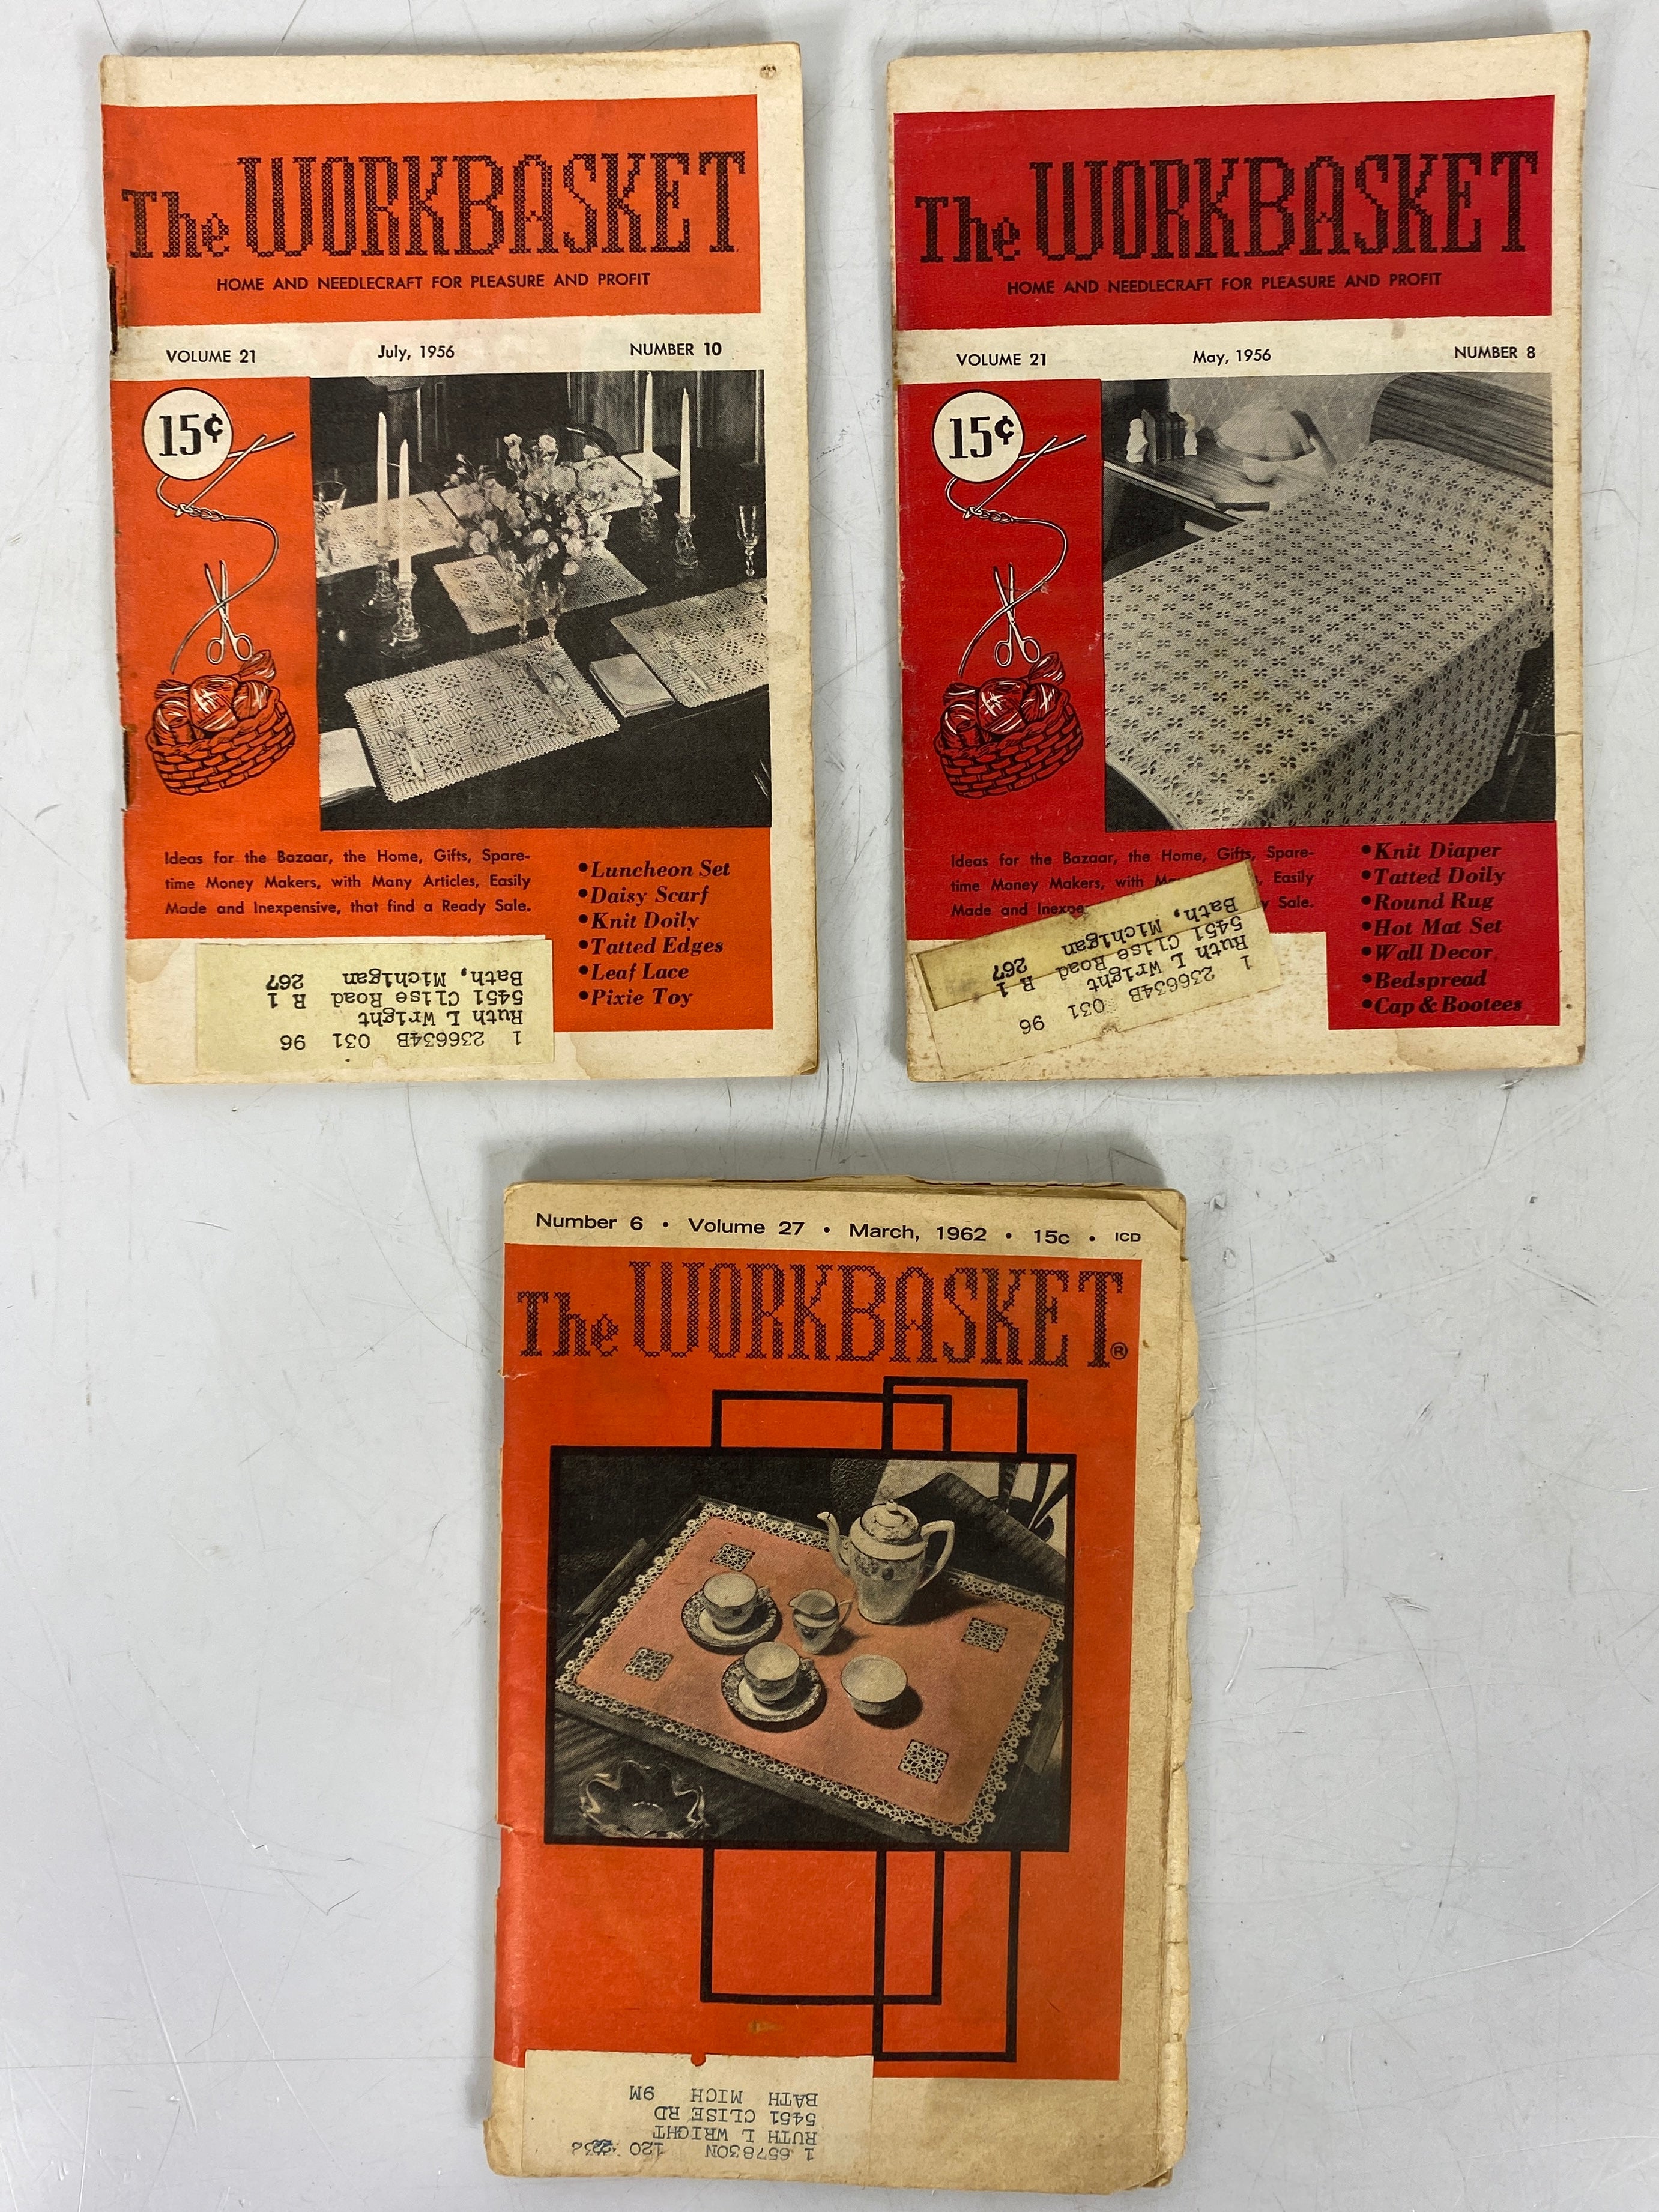 The WORKBASKET
HOME AND NEEDLECRAFT FOR PLEASURE AND PROFIT
VOLUME 21 July, 1956 NUMBER 10
15¢
Ideas for the Bazaar, the Home, Gifts, Spare-
time Money Makers, with Many Articles, Easily
Made and Inexpensive, that find a Ready Sale.
•Luncheon Set
•Daisy Scarf
•Knit Doily
•Tatted Edges
•Leaf Lace
•Pixie Toy
1 236634B 031 96
Ruth L Wright
5451 Clise Road R 1
Bath, Michigan 267
The WORKBASKET
HOME AND NEEDLECRAFT FOR PLEASURE AND PROFIT
VOLUME 21 May, 1956 NUMBER 8
15¢
Ideas for the Bazaar, the Home, Gifts, Spare-
time Money Makers, with , Easily
Made and Sale.
•Knit Diaper
•Tatted Doily
•Round Rug
•Hot Mat Set
•Wall Decor
•Bedspread
•Cap & Bootees
1 236634B 031 96
Ruth L Wright
5451 Clise Road R 1
Bath, Michigan 267
Number 6 • Volume 27 • March, 1962 • 15c • ICD
The WORKBASKET®
1 657830N 120
RUTH L WRIGHT
5451 CLISE RD
BATH MICH 9M